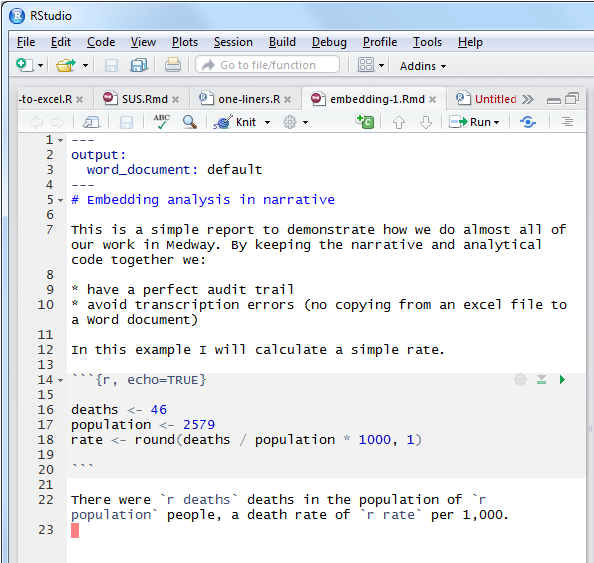 RStudio
File Edit Code View Plots Session Build Debug Profile Tools Help
Go to file/function Addins
-to-excel.R SUS.Rmd one-liners.R embedding-1.Rmd Untitled
ABC Knit C Run
1 ---
2 output:
3   word_document: default
4 ---
5 # Embedding analysis in narrative
6
7 This is a simple report to demonstrate how we do almost all of
our work in Medway. By keeping the narrative and analytical
code together we:
8
9 * have a perfect audit trail
10 * avoid transcription errors (no copying from an excel file to
a Word document)
11
12 In this example I will calculate a simple rate.
13
14 ```{r, echo=TRUE}
15
16 deaths <- 46
17 population <- 2579
18 rate <- round(deaths / population * 1000, 1)
19
20 ```
21
22 There were `r deaths` deaths in the population of `r
population` people, a death rate of `r rate` per 1,000.
23